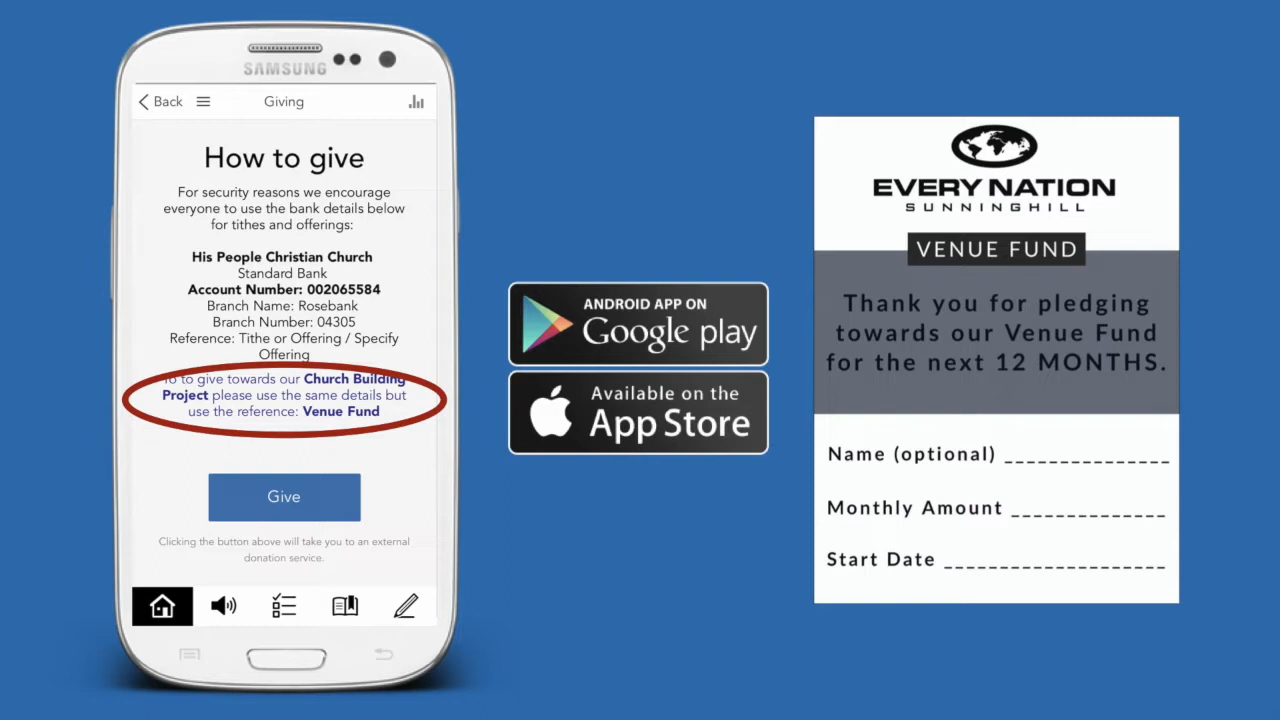 SAMSUNG
Back
Giving
How to give
For security reasons we encourage
everyone to use the bank details below
for tithes and offerings:
His People Christian Church
Standard Bank
Account Number: 002065584
Branch Name: Rosebank
Branch Number: 04305
Reference: Tithe or Offering / Specify
Offering
To to give towards our Church Building
Project please use the same details but
use the reference: Venue Fund
Give
Clicking the button above will take you to an external
donation service.
ANDROID APP ON
Google play
Available on the
App Store
EVERY NATION
SUNNINGHILL
VENUE FUND
Thank you for pledging
towards our Venue Fund
for the next 12 MONTHS.
Name (optional) _______________
Monthly Amount ______________
Start Date ____________________